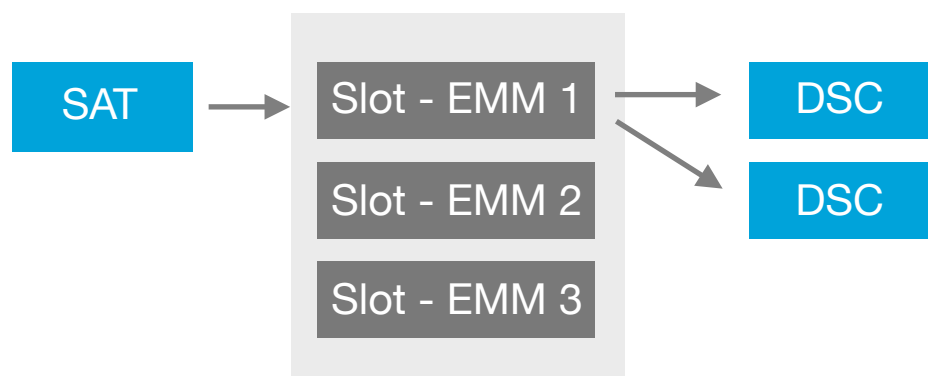 SAT
Slot - EMM 1
DSC
Slot - EMM 2
DSC
Slot - EMM 3